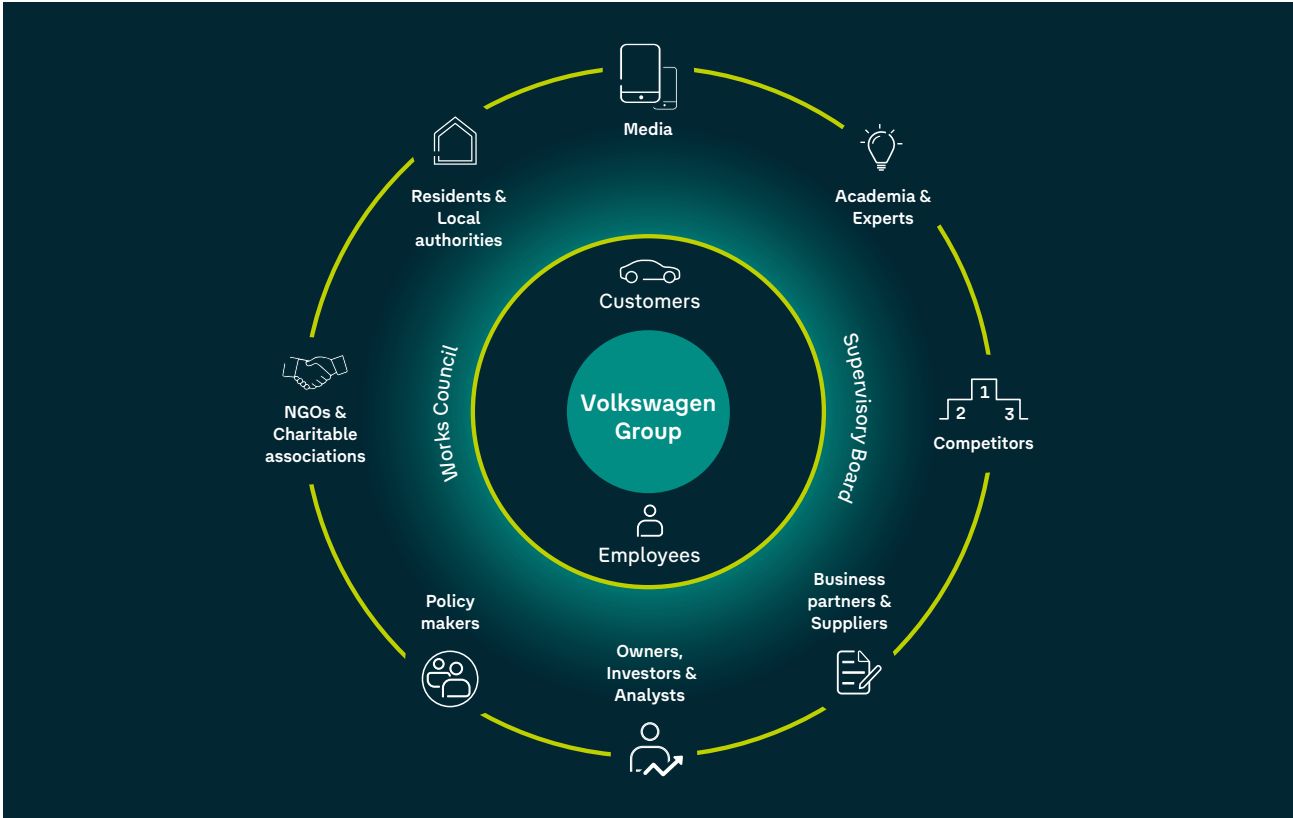 Media
Residents &
Local
authorities
Academia &
Experts
Customers
Works Council
Supervisory Board
Volkswagen
Group
NGOs &
Charitable
associations
1
2
3
Competitors
Employees
Policy
makers
Business
partners &
Suppliers
Owners,
Investors &
Analysts